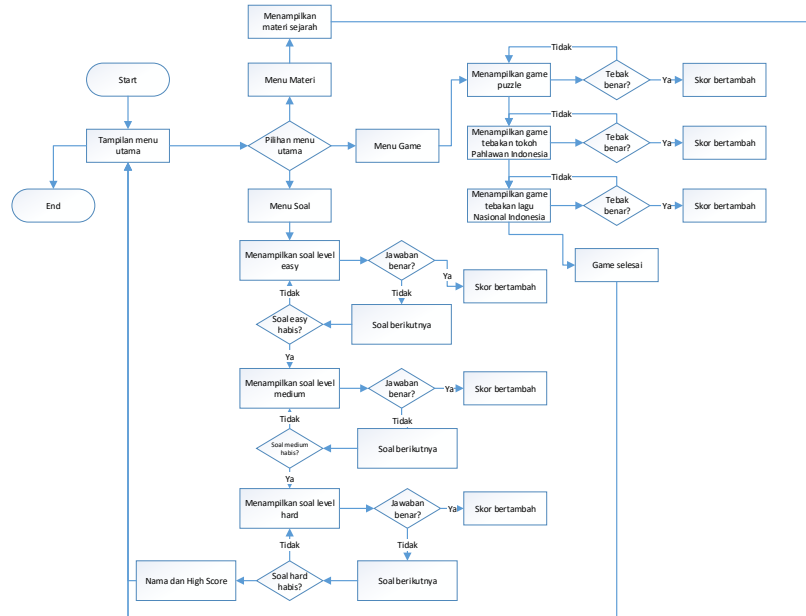 Menampilkan
materi sejarah
Start
Menu Materi
Tidak
Menampilkan game
puzzle
Tebak
benar?
Ya
Skor bertambah
Tampilan menu
utama
Pilihan menu
utama
Menu Game
Tidak
Menampilkan game
tebakan tokoh
Pahlawan Indonesia
Tebak
benar?
Ya
Skor bertambah
End
Menu Soal
Tidak
Menampilkan game
tebakan lagu
Nasional Indonesia
Tebak
benar?
Ya
Skor bertambah
Game selesai
Menampilkan soal level
easy
Jawaban
benar?
Ya
Skor bertambah
Tidak
Tidak
Soal easy
habis?
Soal berikutnya
Ya
Menampilkan soal level
medium
Jawaban
benar?
Ya
Skor bertambah
Tidak
Tidak
Soal medium
habis?
Soal berikutnya
Ya
Menampilkan soal level
hard
Jawaban
benar?
Ya
Skor bertambah
Tidak
Tidak
Nama dan High Score
Soal hard
habis?
Soal berikutnya